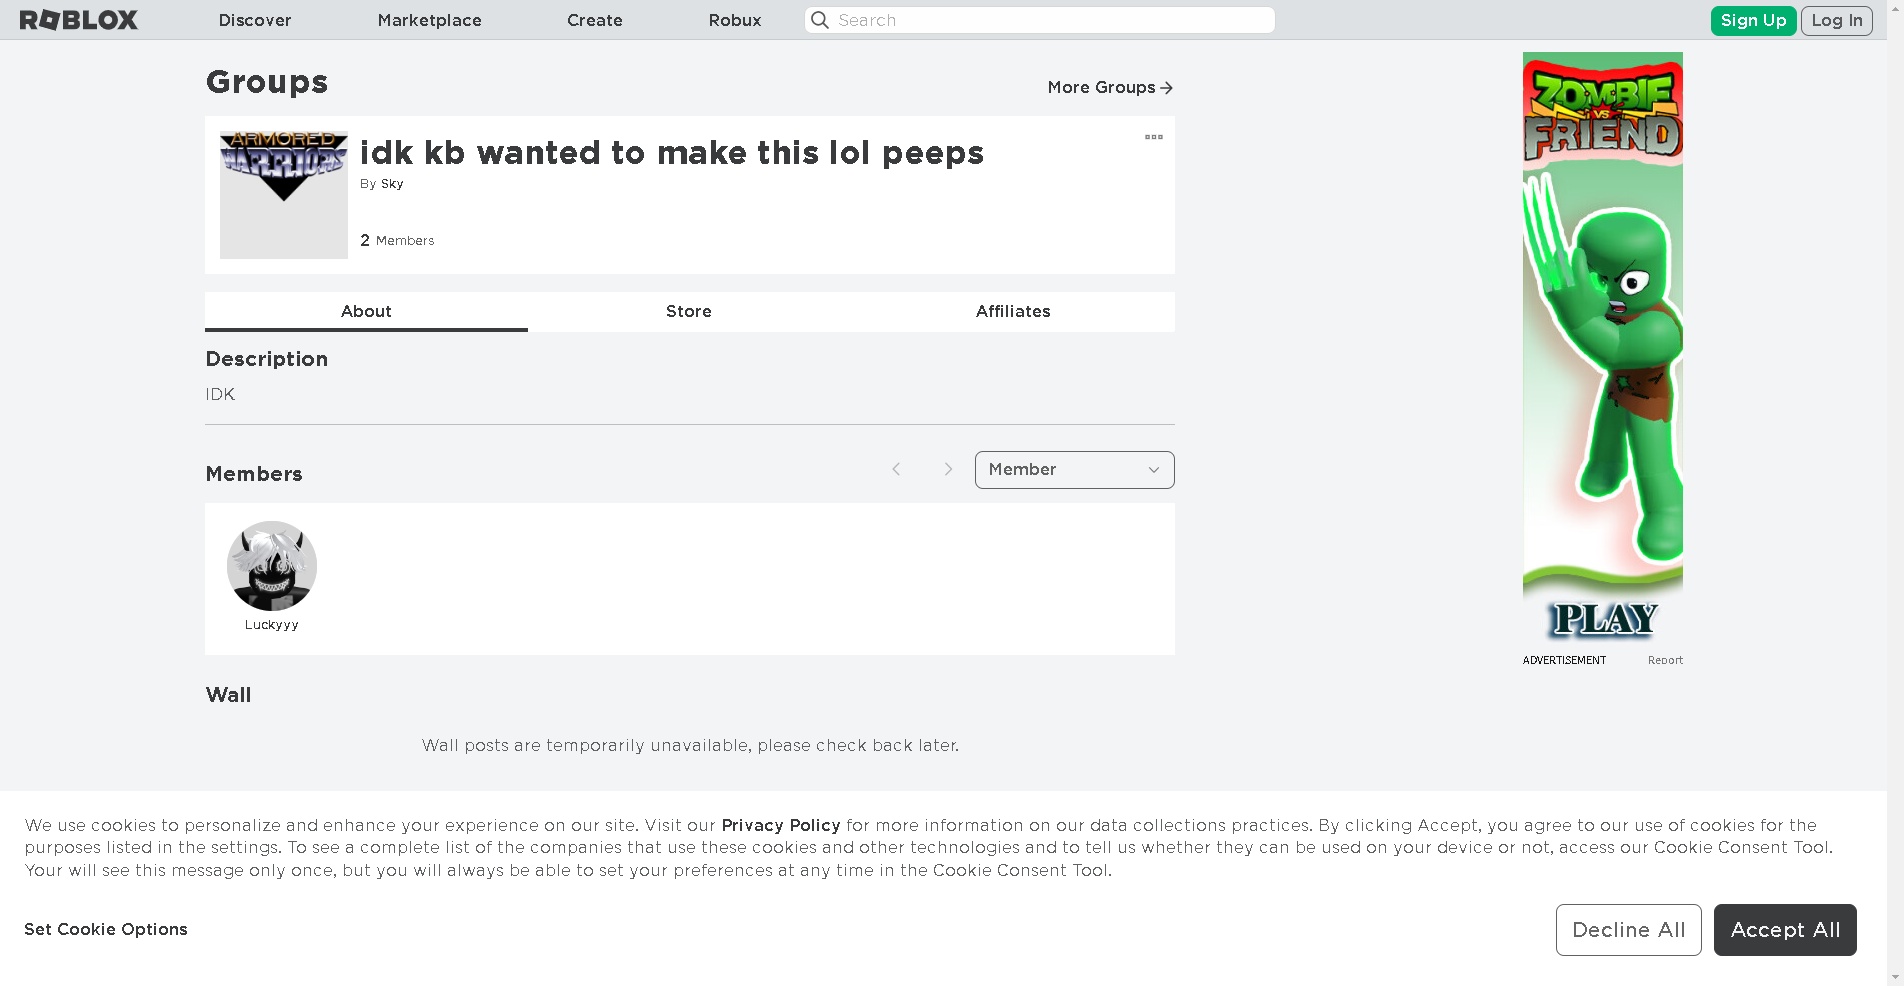 ROBLOX Discover Marketplace Create Robux Search Sign Up Log In
Groups
More Groups
ARMORED
WARRIORS
idk kb wanted to make this lol peeps
By Sky
2 Members
About Store Affiliates
Description
IDK
Members
Member
Luckyyy
Wall
Wall posts are temporarily unavailable, please check back later.
ZOMBIE
VS
FRIEND
PLAY
ADVERTISEMENT Report
We use cookies to personalize and enhance your experience on our site. Visit our Privacy Policy for more information on our data collections practices. By clicking Accept, you agree to our use of cookies for the
purposes listed in the settings. To see a complete list of the companies that use these cookies and other technologies and to tell us whether they can be used on your device or not, access our Cookie Consent Tool.
Your will see this message only once, but you will always be able to set your preferences at any time in the Cookie Consent Tool.
Set Cookie Options
Decline All
Accept All